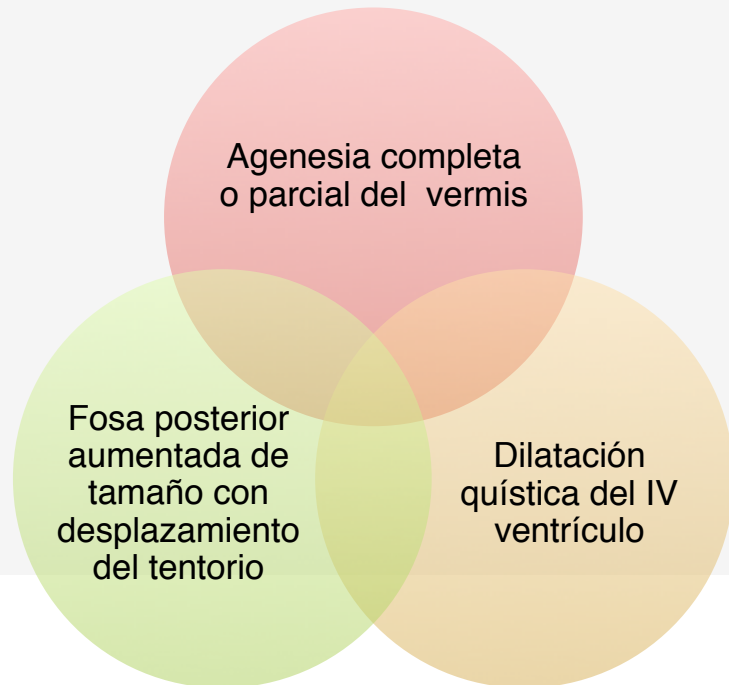 Agenesia completa
o parcial del  vermis
Fosa posterior
aumentada de
tamaño con
desplazamiento
del tentorio
Dilatación
quística del IV
ventrículo